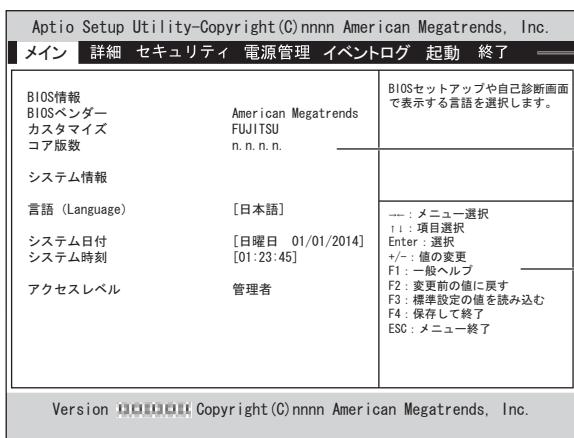 Aptio Setup Utility-Copyright(C)nnnn American Megatrends, Inc.
メイン 詳細 セキュリティ 電源管理 イベントログ 起動 終了
BIOS情報
BIOSベンダー American Megatrends
カスタマイズ FUJITSU
コア版数 n.n.n.n.
システム情報
言語（Language） [日本語]
システム日付 [日曜日 01/01/2014]
システム時刻 [01:23:45]
アクセスレベル 管理者
BIOSセットアップや自己診断画面
で表示する言語を選択します。
→←：メニュー選択
↑↓：項目選択
Enter：選択
+/-：値の変更
F1：一般ヘルプ
F2：変更前の値に戻す
F3：標準設定の値を読み込む
F4：保存して終了
ESC：メニュー終了
Version Copyright(C)nnnn American Megatrends, Inc.